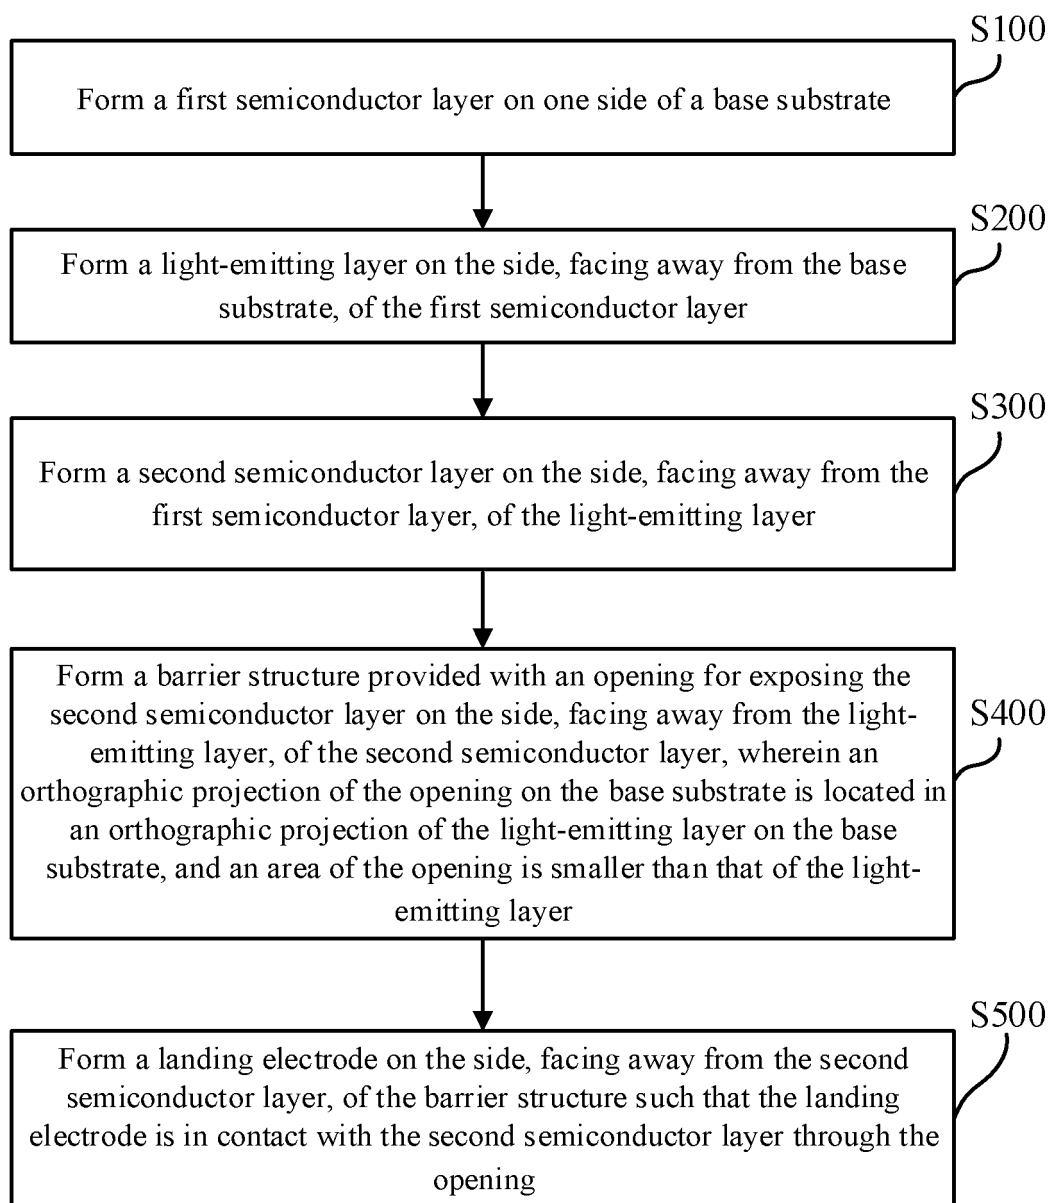 S100
Form a first semiconductor layer on one side of a base substrate
S200
Form a light-emitting layer on the side, facing away from the base
substrate, of the first semiconductor layer
S300
Form a second semiconductor layer on the side, facing away from the
first semiconductor layer, of the light-emitting layer
S400
Form a barrier structure provided with an opening for exposing the
second semiconductor layer on the side, facing away from the light-
emitting layer, of the second semiconductor layer, wherein an
orthographic projection of the opening on the base substrate is located in
an orthographic projection of the light-emitting layer on the base
substrate, and an area of the opening is smaller than that of the light-
emitting layer
S500
Form a landing electrode on the side, facing away from the second
semiconductor layer, of the barrier structure such that the landing
electrode is in contact with the second semiconductor layer through the
opening